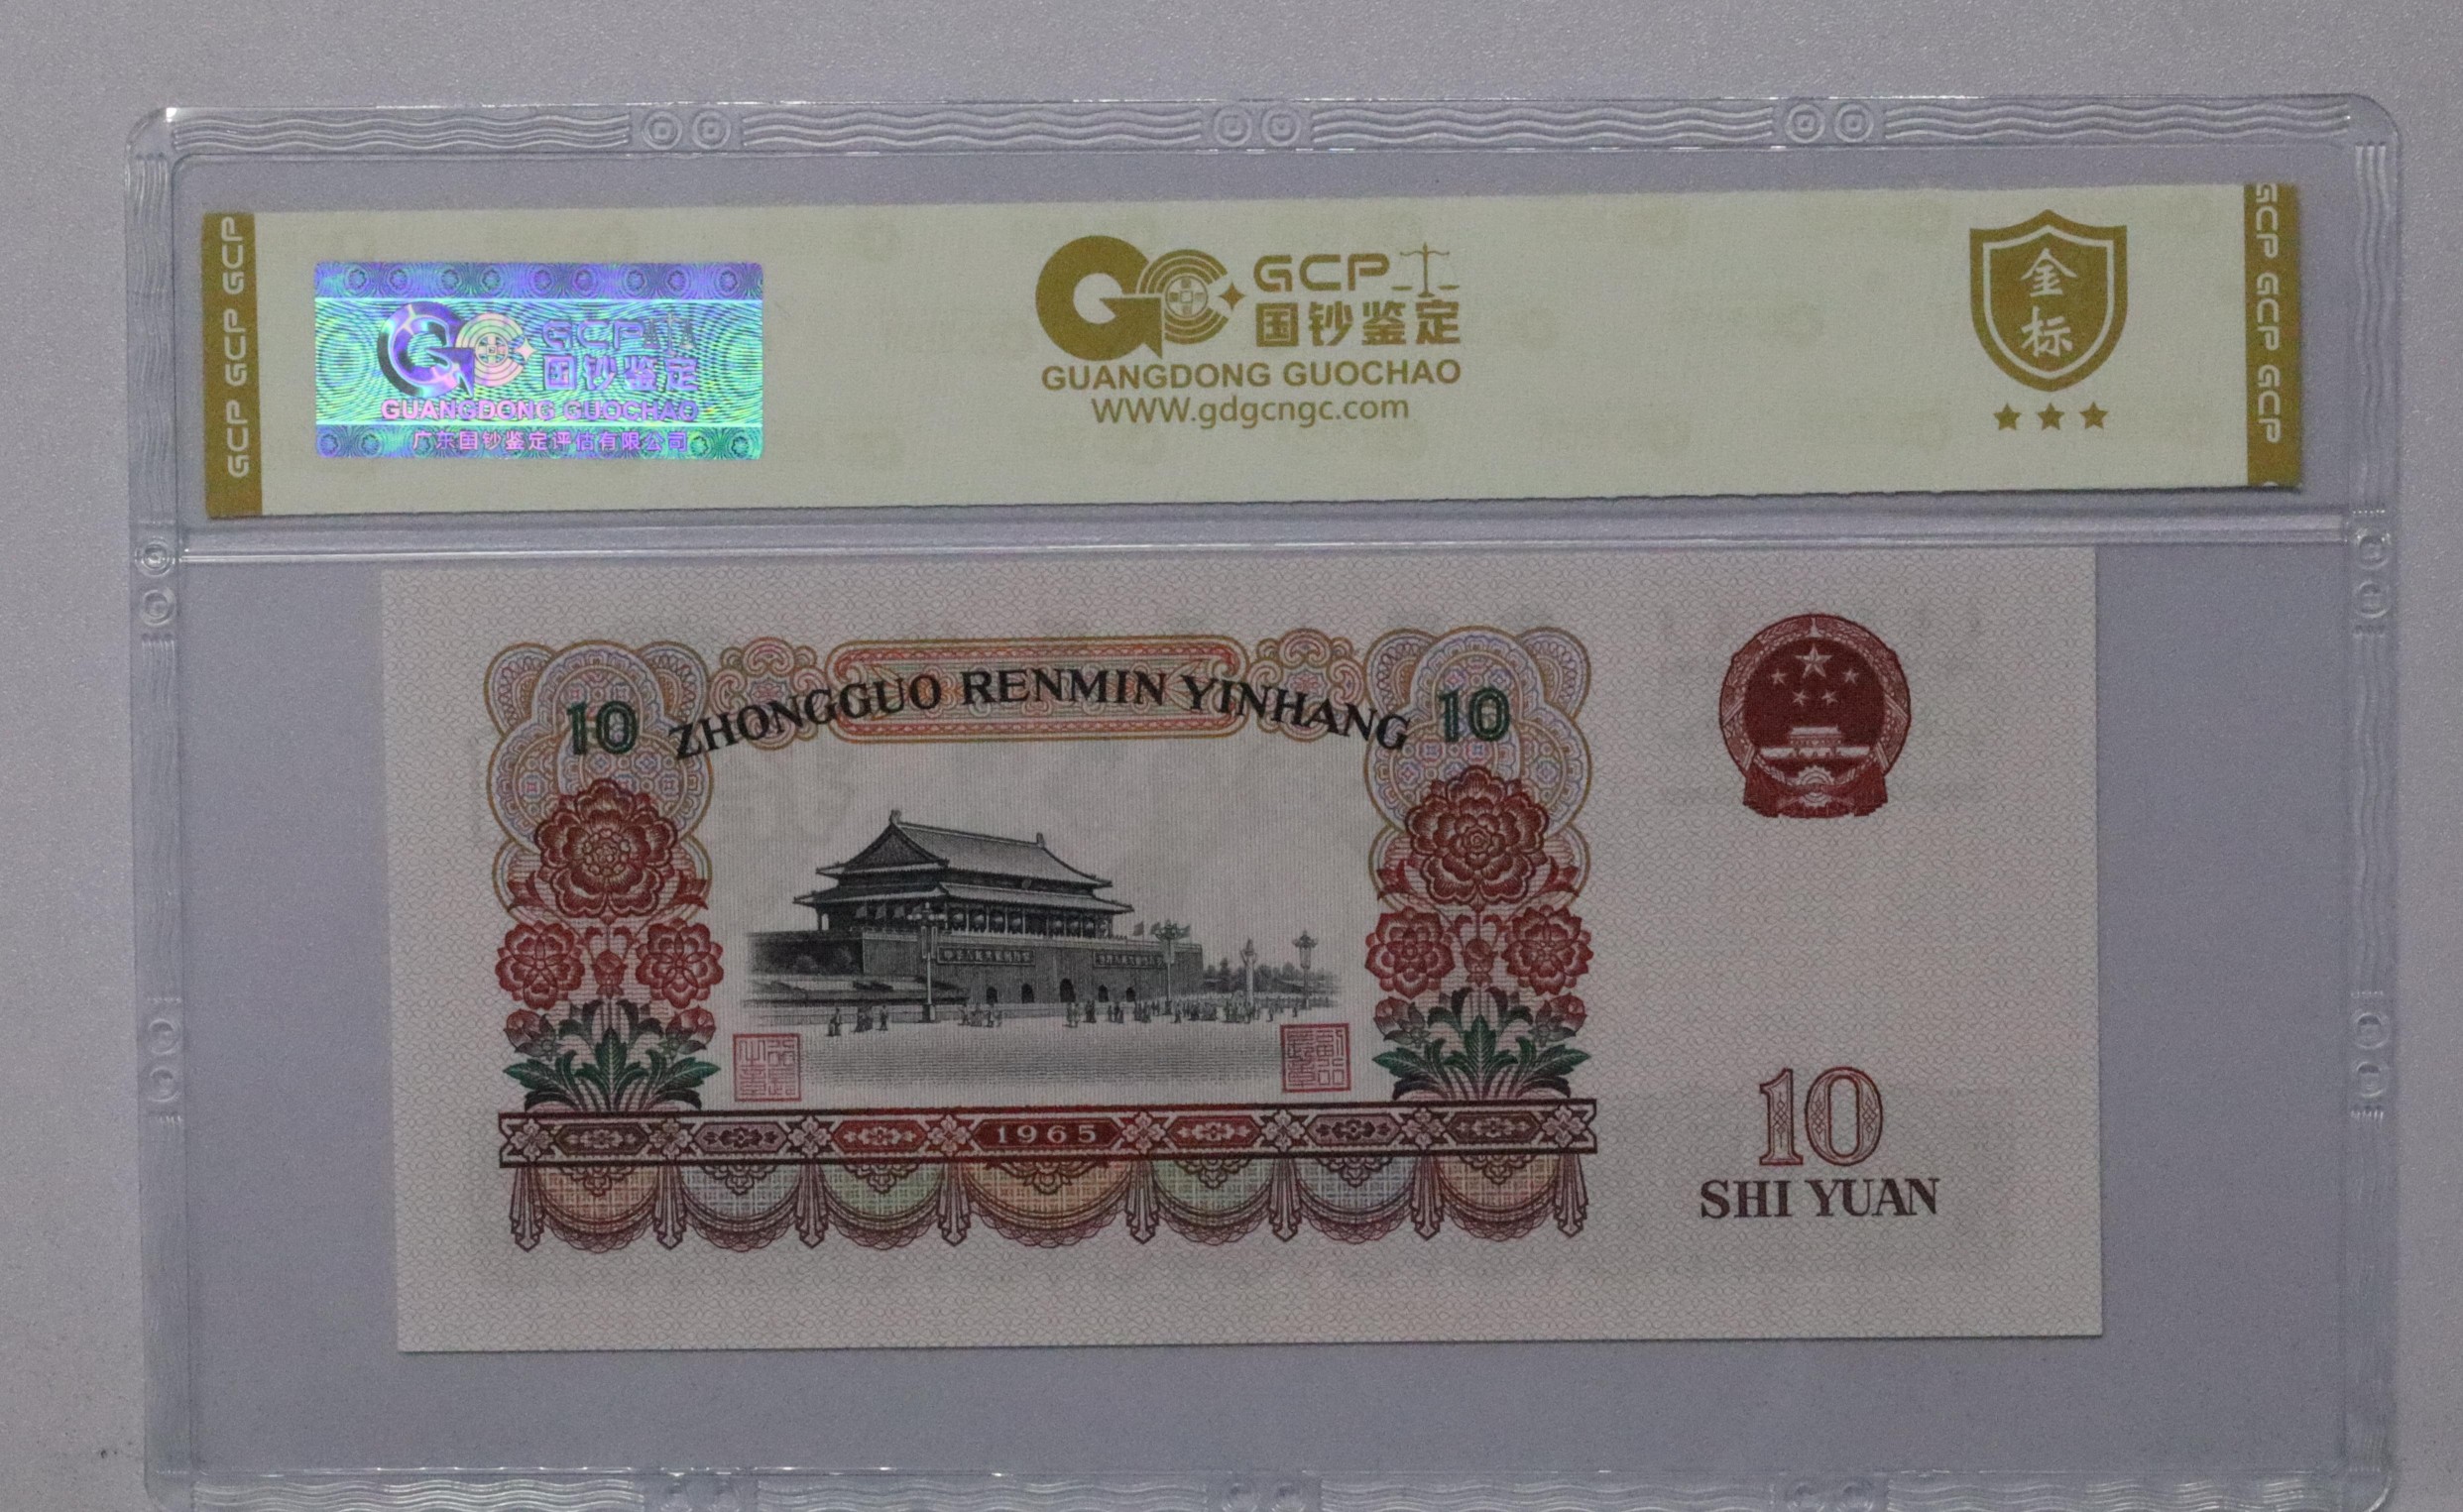 GCP GCP GCP
GCP
国钞鉴定
GUANGDONG GUOCHAO
广东国钞鉴定评估有限公司
GCP
国钞鉴定
GUANGDONG GUOCHAO
WWW.gdgcngc.com
金
标
GCP GCP GCP
ZHONGGUO RENMIN YINHANG
10
10
1965
10
SHI YUAN